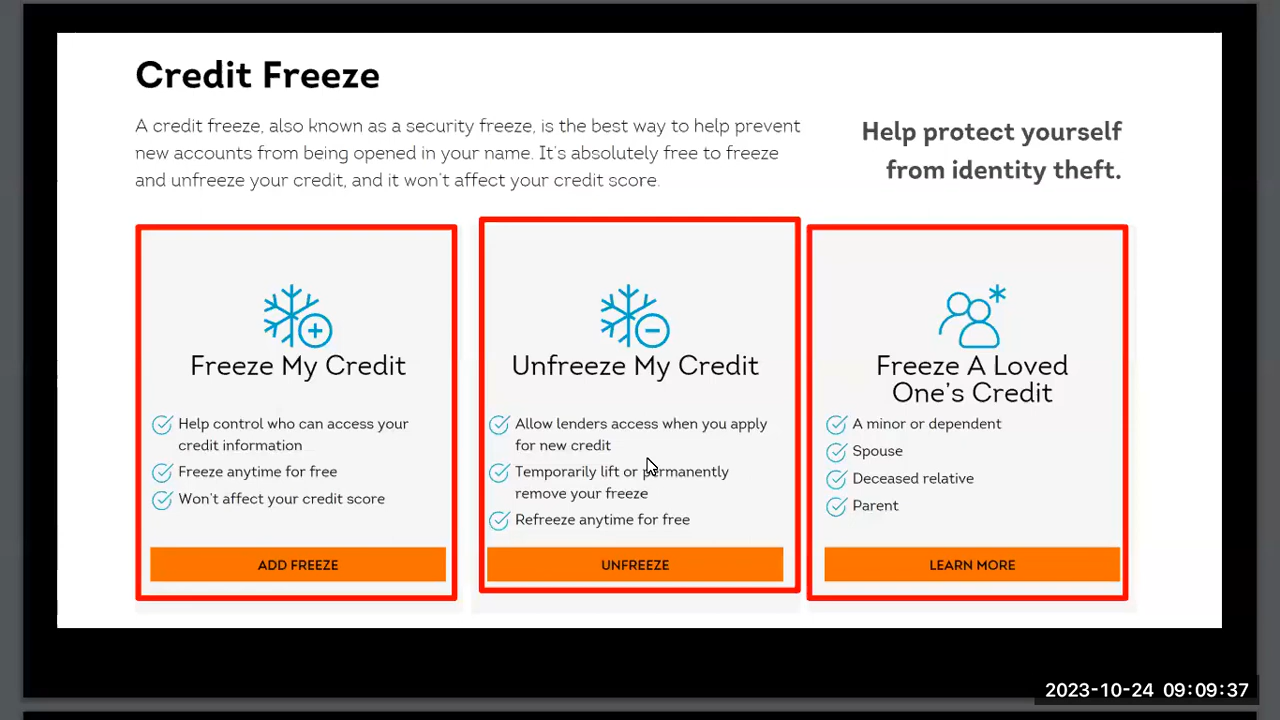 Credit Freeze
A credit freeze, also known as a security freeze, is the best way to help prevent
new accounts from being opened in your name. It's absolutely free to freeze
and unfreeze your credit, and it won't affect your credit score.
Help protect yourself
from identity theft.
Freeze My Credit
Help control who can access your
credit information
Freeze anytime for free
Won't affect your credit score
ADD FREEZE
Unfreeze My Credit
Allow lenders access when you apply
for new credit
Temporarily lift or permanently
remove your freeze
Refreeze anytime for free
UNFREEZE
Freeze A Loved
One's Credit
A minor or dependent
Spouse
Deceased relative
Parent
LEARN MORE
2023-10-24 09:09:37